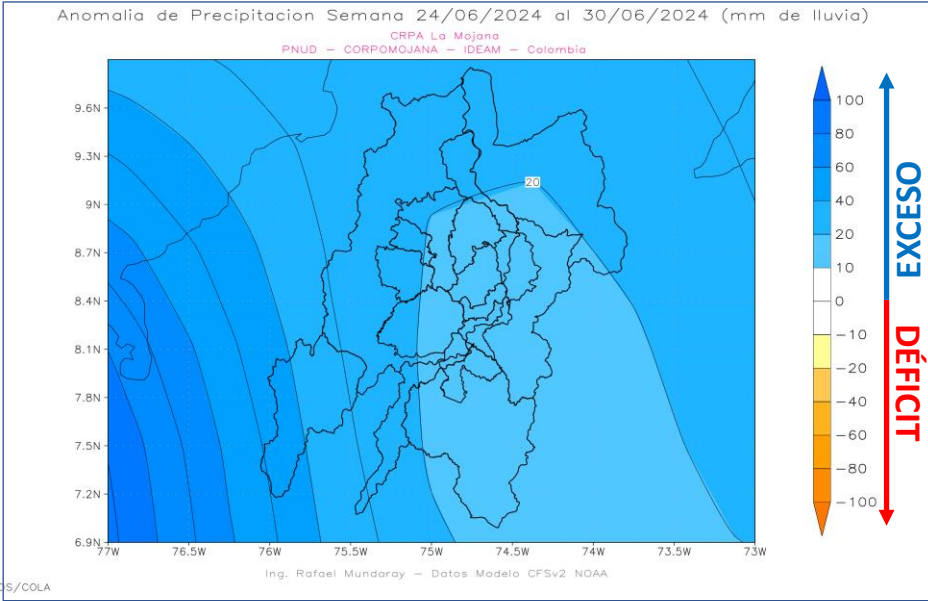 Anomalia de Precipitacion Semana 24/06/2024 al 30/06/2024 (mm de lluvia)
CRPA La Mojana
PNUD – CORPOMOJANA – IDEAM – Colombia
9.6N
9.3N
9N
8.7N
8.4N
8.1N
7.8N
7.5N
7.2N
6.9N
77W
76.5W
76W
75.5W
75W
74.5W
74W
73.5W
73W
20
100
80
60
40
20
10
0
−10
−20
−40
−60
−80
−100
EXCESO
DÉFICIT
Ing. Rafael Mundaray – Datos Modelo CFSv2 NOAA
S/COLA